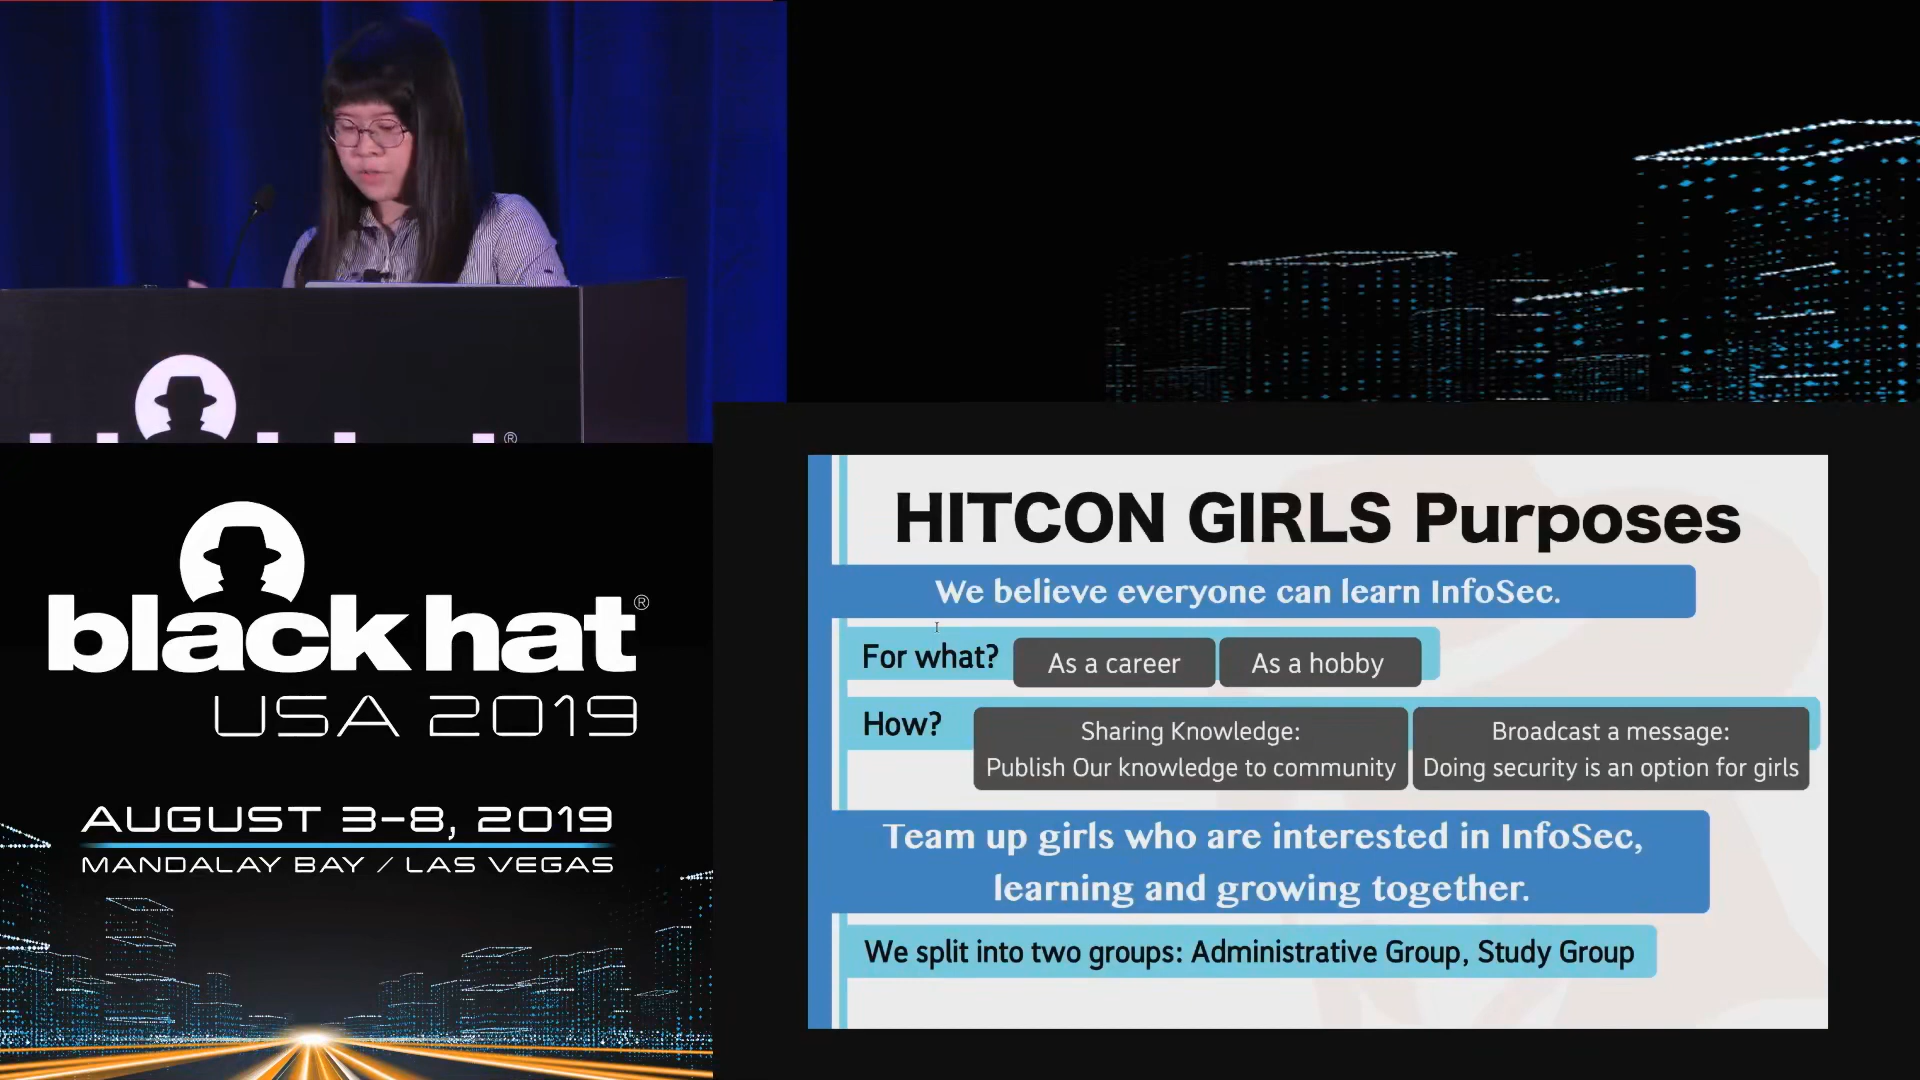 ®
black hat®
USA 2019
AUGUST 3-8, 2019
MANDALAY BAY / LAS VEGAS
HITCON GIRLS Purposes
We believe everyone can learn InfoSec.
For what? As a career As a hobby
How?
Sharing Knowledge:
Publish Our knowledge to community
Broadcast a message:
Doing security is an option for girls
Team up girls who are interested in InfoSec,
learning and growing together.
We split into two groups: Administrative Group, Study Group